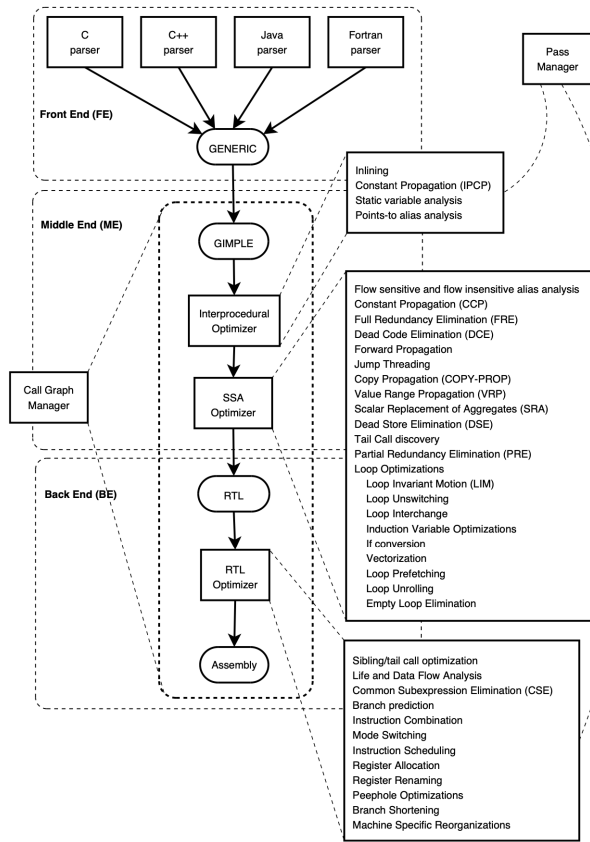 C
parser
C++
parser
Java
parser
Fortran
parser
Pass
Manager
Front End (FE)
GENERIC
Inlining
Constant Propagation (IPCP)
Static variable analysis
Points-to alias analysis
Middle End (ME)
GIMPLE
Interprocedural
Optimizer
Flow sensitive and flow insensitive alias analysis
Constant Propagation (CCP)
Full Redundancy Elimination (FRE)
Dead Code Elimination (DCE)
Forward Propagation
Jump Threading
Copy Propagation (COPY-PROP)
Value Range Propagation (VRP)
Scalar Replacement of Aggregates (SRA)
Dead Store Elimination (DSE)
Tail Call discovery
Partial Redundancy Elimination (PRE)
Loop Optimizations
Loop Invariant Motion (LIM)
Loop Unswitching
Loop Interchange
Induction Variable Optimizations
If conversion
Vectorization
Loop Prefetching
Loop Unrolling
Empty Loop Elimination
Call Graph
Manager
SSA
Optimizer
Back End (BE)
RTL
RTL
Optimizer
Assembly
Sibling/tail call optimization
Life and Data Flow Analysis
Common Subexpression Elimination (CSE)
Branch prediction
Instruction Combination
Mode Switching
Instruction Scheduling
Register Allocation
Register Renaming
Peephole Optimizations
Branch Shortening
Machine Specific Reorganizations